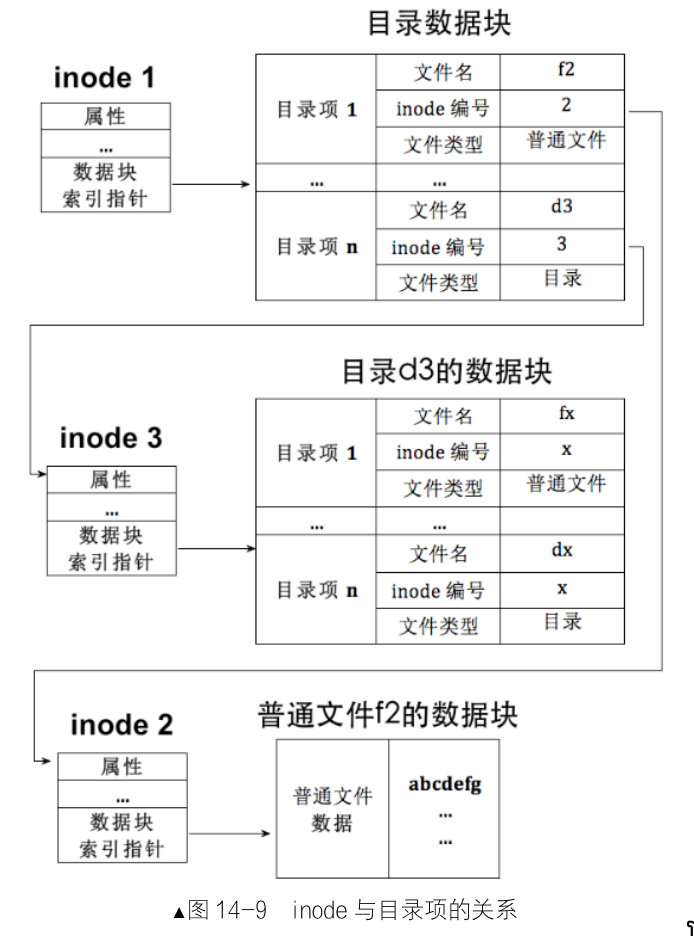 目录数据块
inode 1
属性
...
数据块
索引指针
目录项 1
文件名 f2
inode 编号 2
文件类型 普通文件
... ...
目录项 n
文件名 d3
inode 编号 3
文件类型 目录
目录d3的数据块
inode 3
属性
...
数据块
索引指针
目录项 1
文件名 fx
inode 编号 x
文件类型 普通文件
... ...
目录项 n
文件名 dx
inode 编号 x
文件类型 目录
inode 2
属性
...
数据块
索引指针
普通文件f2的数据块
普通文件
数据
abcdefg
...
...
▲图 14-9 inode 与目录项的关系